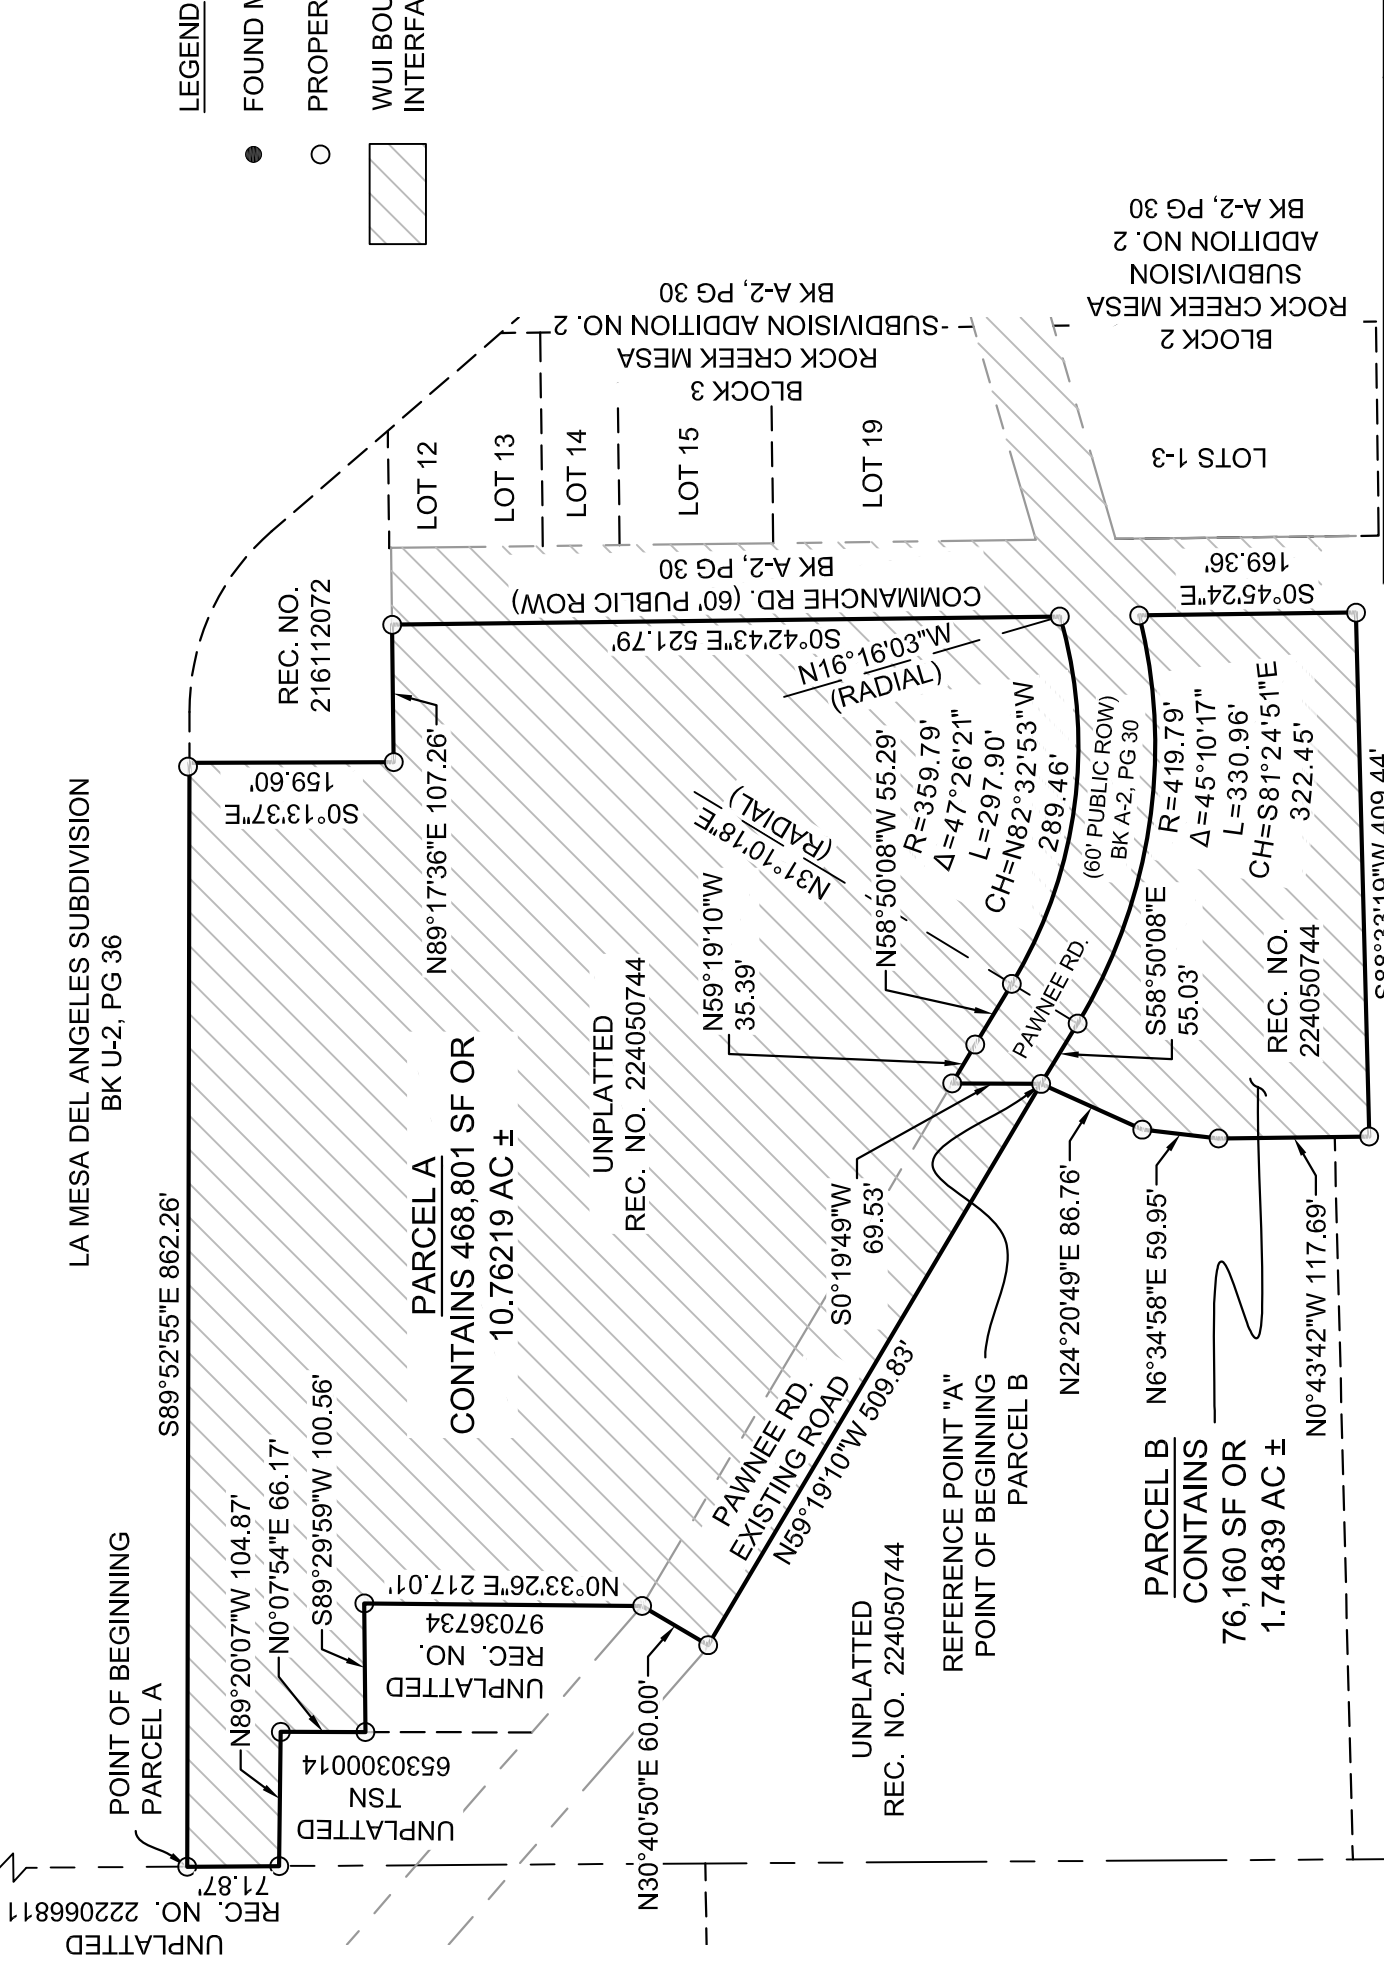 LEGEND
FOUND M
PROPER
WUI BOU
INTERFA
LA MESA DEL ANGELES SUBDIVISION
BK U-2, PG 36
S89°52'55"E 862.26'
POINT OF BEGINNING
PARCEL A
UNPLATTED
REC. NO. 222066811
71.87'
N89°20'07"W 104.87'
N0°07'54"E 66.17'
S89°29'59"W 100.56'
UNPLATTED
TSN
6530300014
UNPLATTED
REC. NO.
97036734
N0°33'26"E 217.01'
N30°40'50"E 60.00'
PARCEL A
CONTAINS 468,801 SF OR
10.76219 AC ±
UNPLATTED
REC. NO. 224050744
S0°13'37"E
159.60'
REC. NO.
216112072
N89°17'36"E 107.26'
LOT 12
LOT 13
LOT 14
LOT 15
LOT 19
BLOCK 3
ROCK CREEK MESA
SUBDIVISION ADDITION NO. 2
BK A-2, PG 30
COMMANCHE RD. (60' PUBLIC ROW)
BK A-2, PG 30
S0°42'43"E 521.79'
N16°16'03"W
(RADIAL)
N31°10'18"E
(RADIAL)
N59°19'10"W
35.39'
N58°50'08"W 55.29'
R=359.79'
Δ=47°26'21"
L=297.90'
CH=N82°32'53"W
289.46'
(60' PUBLIC ROW)
BK A-2, PG 30
PAWNEE RD.
R=419.79'
Δ=45°10'17"
L=330.96'
CH=S81°24'51"E
322.45'
S58°50'08"E
55.03'
REC. NO.
224050744
S0°45'24"E
169.36'
LOTS 1-3
BLOCK 2
ROCK CREEK MESA
SUBDIVISION
ADDITION NO. 2
BK A-2, PG 30
S88°33'19"W 409.44'
S0°19'49"W
69.53'
PAWNEE RD.
EXISTING ROAD
N59°19'10"W 509.83'
UNPLATTED
REC. NO. 224050744
REFERENCE POINT "A"
POINT OF BEGINNING
PARCEL B
N24°20'49"E 86.76'
N6°34'58"E 59.95'
N0°43'42"W 117.69'
PARCEL B
CONTAINS
76,160 SF OR
1.74839 AC ±